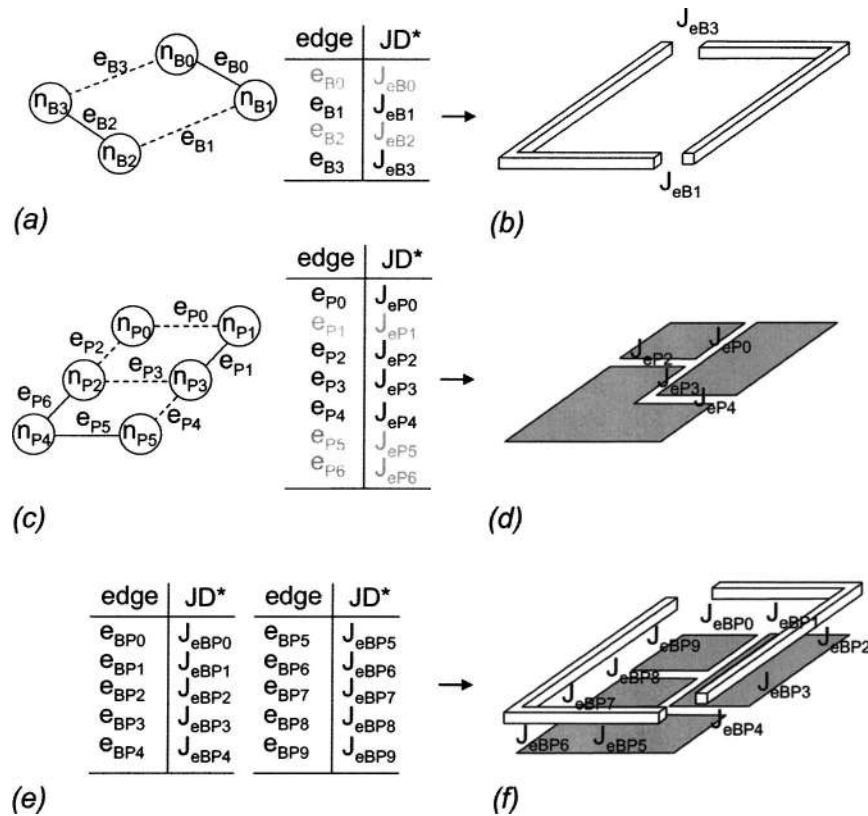 n_B0 e_B0 n_B1
e_B3
n_B3 e_B2 n_B2 e_B1
edge JD*
e_B0 J_eB0
e_B1 J_eB1
e_B2 J_eB2
e_B3 J_eB3
J_eB3
J_eB1
(a)
(b)
n_P0 e_P0 n_P1
e_P2 e_P1
n_P2 e_P3 n_P3
e_P6 e_P4
n_P4 e_P5 n_P5
edge JD*
e_P0 J_eP0
e_P1 J_eP1
e_P2 J_eP2
e_P3 J_eP3
e_P4 J_eP4
e_P5 J_eP5
e_P6 J_eP6
J_eP2 J_eP0
J_eP3
J_eP4
(c)
(d)
edge JD* edge JD*
e_BP0 J_eBP0 e_BP5 J_eBP5
e_BP1 J_eBP1 e_BP6 J_eBP6
e_BP2 J_eBP2 e_BP7 J_eBP7
e_BP3 J_eBP3 e_BP8 J_eBP8
e_BP4 J_eBP4 e_BP9 J_eBP9
J_eBP0 J_eBP1
J_eBP9 J_eBP2
J_eBP8
J_eBP7 J_eBP3
J_eBP6 J_eBP5 J_eBP4
(e)
(f)